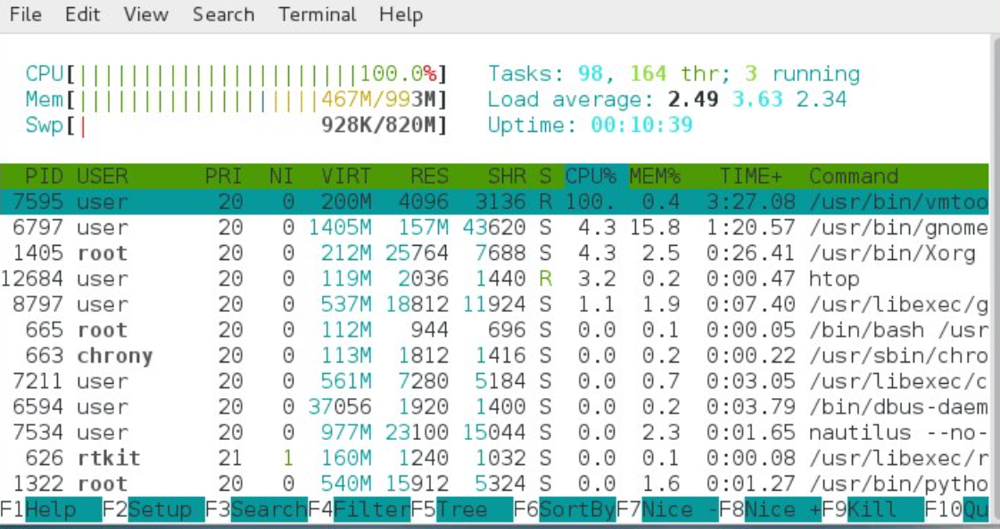 File Edit View Search Terminal Help
CPU[||||||||||||||||||||||100.0%] Tasks: 98, 164 thr; 3 running
Mem[|||||||||||||||||||467M/993M] Load average: 2.49 3.63 2.34
Swp[| 928K/820M] Uptime: 00:10:39
PID USER PRI NI VIRT RES SHR S CPU% MEM% TIME+ Command
7595 user 20 0 200M 4096 3136 R 100. 0.4 3:27.08 /usr/bin/vmtoo
6797 user 20 0 1405M 157M 43620 S 4.3 15.8 1:20.57 /usr/bin/gnome
1405 root 20 0 212M 25764 7688 S 4.3 2.5 0:26.41 /usr/bin/Xorg
12684 user 20 0 119M 2036 1440 R 3.2 0.2 0:00.47 htop
8797 user 20 0 537M 18812 11924 S 1.1 1.9 0:07.40 /usr/libexec/g
665 root 20 0 112M 944 696 S 0.0 0.1 0:00.05 /bin/bash /usr
663 chrony 20 0 113M 1812 1416 S 0.0 0.2 0:00.22 /usr/sbin/chro
7211 user 20 0 561M 7280 5184 S 0.0 0.7 0:03.05 /usr/libexec/c
6594 user 20 0 37056 1920 1400 S 0.0 0.2 0:03.79 /bin/dbus-daem
7534 user 20 0 977M 23100 15044 S 0.0 2.3 0:01.65 nautilus --no-
626 rtkit 21 1 160M 1240 1032 S 0.0 0.1 0:00.08 /usr/libexec/r
1322 root 20 0 540M 15912 5324 S 0.0 1.6 0:01.27 /usr/bin/pytho
F1Help F2Setup F3SearchF4FilterF5Tree F6SortByF7Nice -F8Nice +F9Kill F10Qu